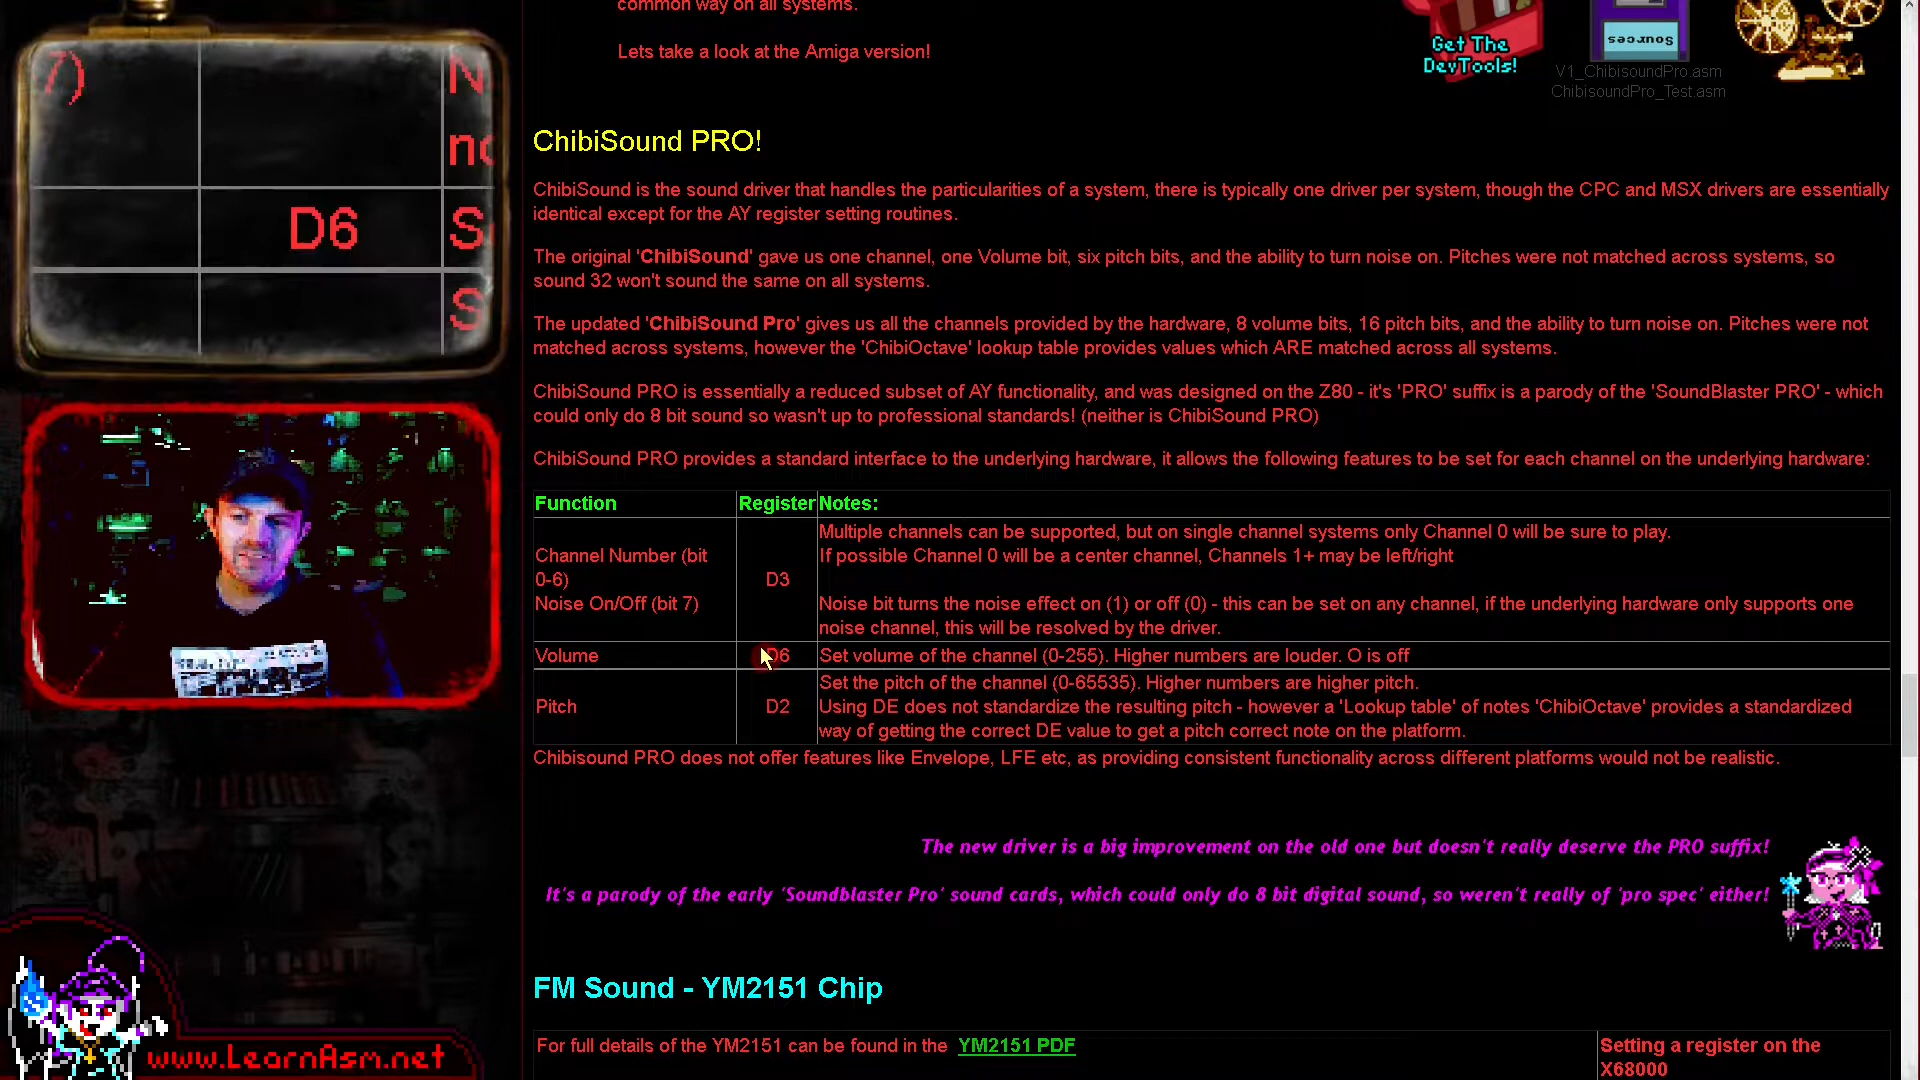 common way on all systems.
Lets take a look at the Amiga version!
Get The
DevTools!
Sources
V1_ChibisoundPro.asm
ChibisoundPro_Test.asm
7)
D6
ChibiSound PRO!
ChibiSound is the sound driver that handles the particularities of a system, there is typically one driver per system, though the CPC and MSX drivers are essentially
identical except for the AY register setting routines.
The original 'ChibiSound' gave us one channel, one Volume bit, six pitch bits, and the ability to turn noise on. Pitches were not matched across systems, so
sound 32 won't sound the same on all systems.
The updated 'ChibiSound Pro' gives us all the channels provided by the hardware, 8 volume bits, 16 pitch bits, and the ability to turn noise on. Pitches were not
matched across systems, however the 'ChibiOctave' lookup table provides values which ARE matched across all systems.
ChibiSound PRO is essentially a reduced subset of AY functionality, and was designed on the Z80 - it's 'PRO' suffix is a parody of the 'SoundBlaster PRO' - which
could only do 8 bit sound so wasn't up to professional standards! (neither is ChibiSound PRO)
ChibiSound PRO provides a standard interface to the underlying hardware, it allows the following features to be set for each channel on the underlying hardware:
Function Register Notes:
Channel Number (bit
0-6)
Noise On/Off (bit 7)
D3
Multiple channels can be supported, but on single channel systems only Channel 0 will be sure to play.
If possible Channel 0 will be a center channel, Channels 1+ may be left/right
Noise bit turns the noise effect on (1) or off (0) - this can be set on any channel, if the underlying hardware only supports one
noise channel, this will be resolved by the driver.
Volume D6 Set volume of the channel (0-255). Higher numbers are louder. O is off
Pitch
D2
Set the pitch of the channel (0-65535). Higher numbers are higher pitch.
Using DE does not standardize the resulting pitch - however a 'Lookup table' of notes 'ChibiOctave' provides a standardized
way of getting the correct DE value to get a pitch correct note on the platform.
Chibisound PRO does not offer features like Envelope, LFE etc, as providing consistent functionality across different platforms would not be realistic.
The new driver is a big improvement on the old one but doesn't really deserve the PRO suffix!
It's a parody of the early 'Soundblaster Pro' sound cards, which could only do 8 bit digital sound, so weren't really of 'pro spec' either!
FM Sound - YM2151 Chip
For full details of the YM2151 can be found in the YM2151 PDF
Setting a register on the
X68000
www.LearnAsm.net